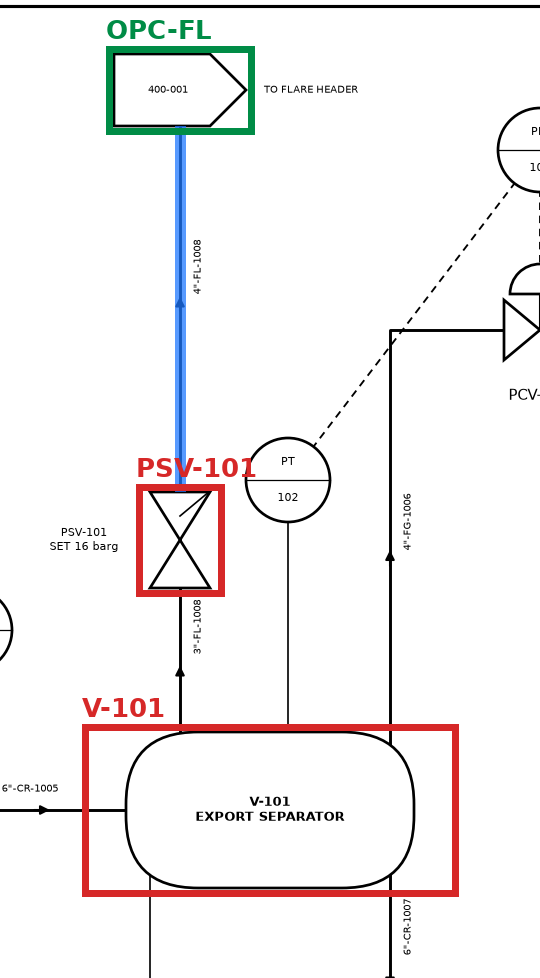 OPC-FL
400-001
TO FLARE HEADER
4"-FL-1008
PSV-101
PT
102
PSV-101
SET 16 barg
PCV-
4"-FG-1006
3"-FL-1008
V-101
6"-CR-1005
V-101
EXPORT SEPARATOR
6"-CR-1007